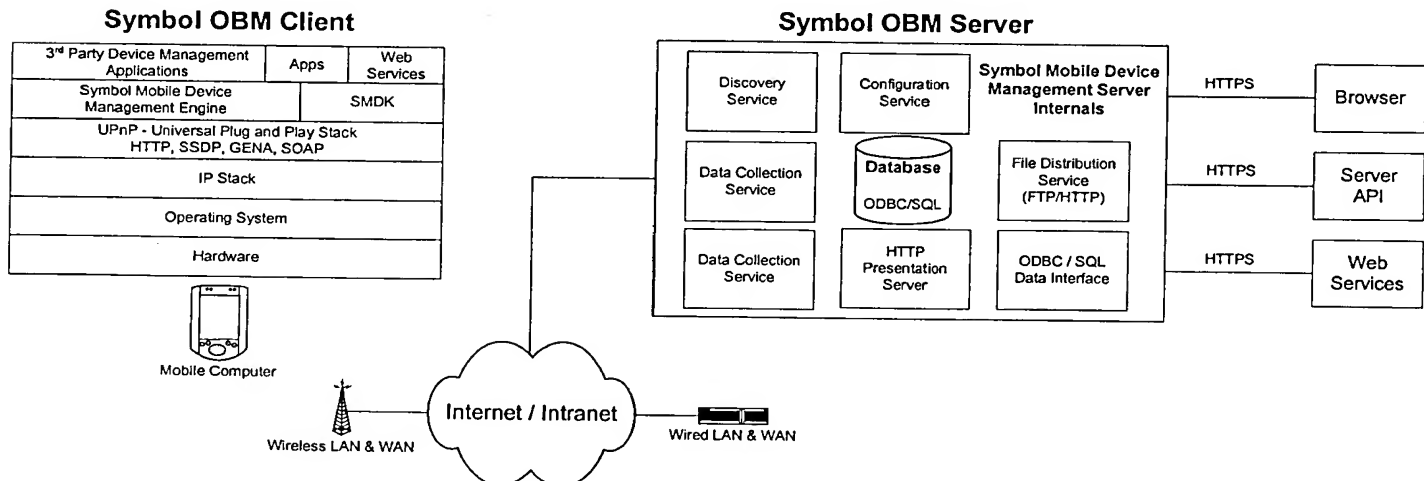 Symbol OBM Client
3rd Party Device Management
Applications
Apps
Web
Services
Symbol Mobile Device
Management Engine
SMDK
UPnP - Universal Plug and Play Stack
HTTP, SSDP, GENA, SOAP
IP Stack
Operating System
Hardware
Mobile Computer
Symbol OBM Server
Discovery
Service
Configuration
Service
Symbol Mobile Device
Management Server
Internals
Data Collection
Service
Database
ODBC/SQL
File Distribution
Service
(FTP/HTTP)
Data Collection
Service
HTTP
Presentation
Server
ODBC / SQL
Data Interface
HTTPS
Browser
HTTPS
Server
API
HTTPS
Web
Services
Internet / Intranet
Wireless LAN & WAN
Wired LAN & WAN